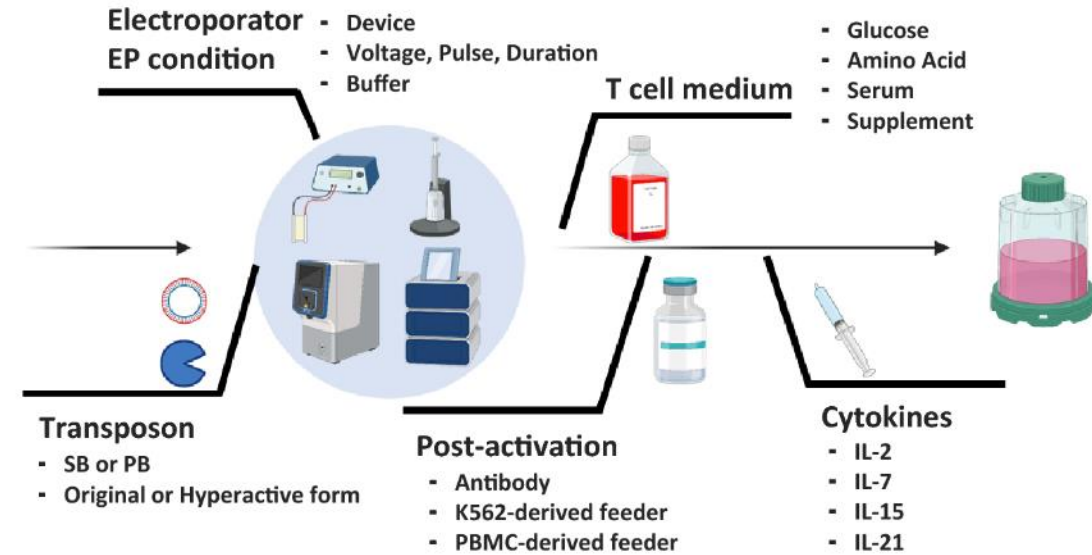 Electroporator
EP condition
- Device
- Voltage, Pulse, Duration
- Buffer
T cell medium
- Glucose
- Amino Acid
- Serum
- Supplement
Transposon
- SB or PB
- Original or Hyperactive form
Post-activation
- Antibody
- K562-derived feeder
- PBMC-derived feeder
Cytokines
- IL-2
- IL-7
- IL-15
- IL-21